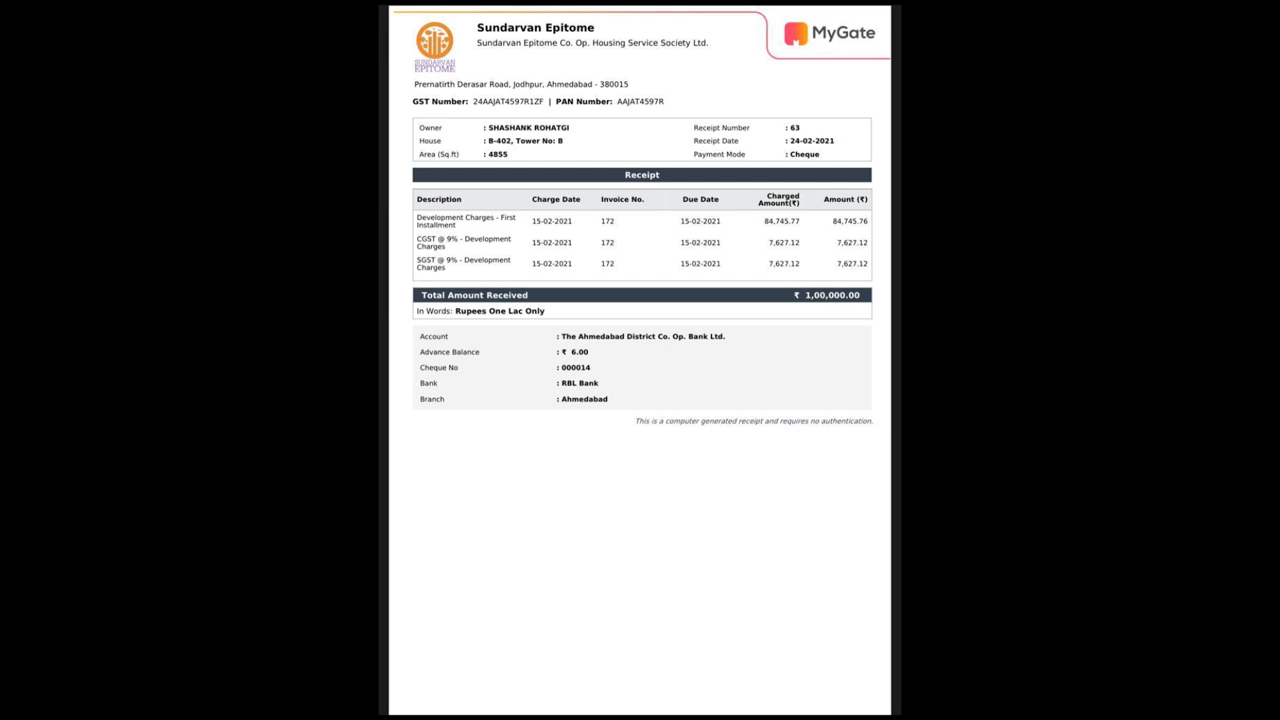 Sundarvan Epitome
Sundarvan Epitome Co. Op. Housing Service Society Ltd.
MyGate
SUNDARVAN
EPITOME
Prernatirth Derasar Road, Jodhpur, Ahmedabad - 380015
GST Number: 24AAJAT4597R1ZF | PAN Number: AAJAT4597R
Owner : SHASHANK ROHATGI Receipt Number : 63
House : B-402, Tower No: B Receipt Date : 24-02-2021
Area (Sq.ft) : 4855 Payment Mode : Cheque
Receipt
Description Charge Date Invoice No. Due Date Charged Amount(₹) Amount (₹)
Development Charges - First Installment 15-02-2021 172 15-02-2021 84,745.77 84,745.76
CGST @ 9% - Development Charges 15-02-2021 172 15-02-2021 7,627.12 7,627.12
SGST @ 9% - Development Charges 15-02-2021 172 15-02-2021 7,627.12 7,627.12
Total Amount Received ₹ 1,00,000.00
In Words: Rupees One Lac Only
Account : The Ahmedabad District Co. Op. Bank Ltd.
Advance Balance : ₹ 6.00
Cheque No : 000014
Bank : RBL Bank
Branch : Ahmedabad
This is a computer generated receipt and requires no authentication.